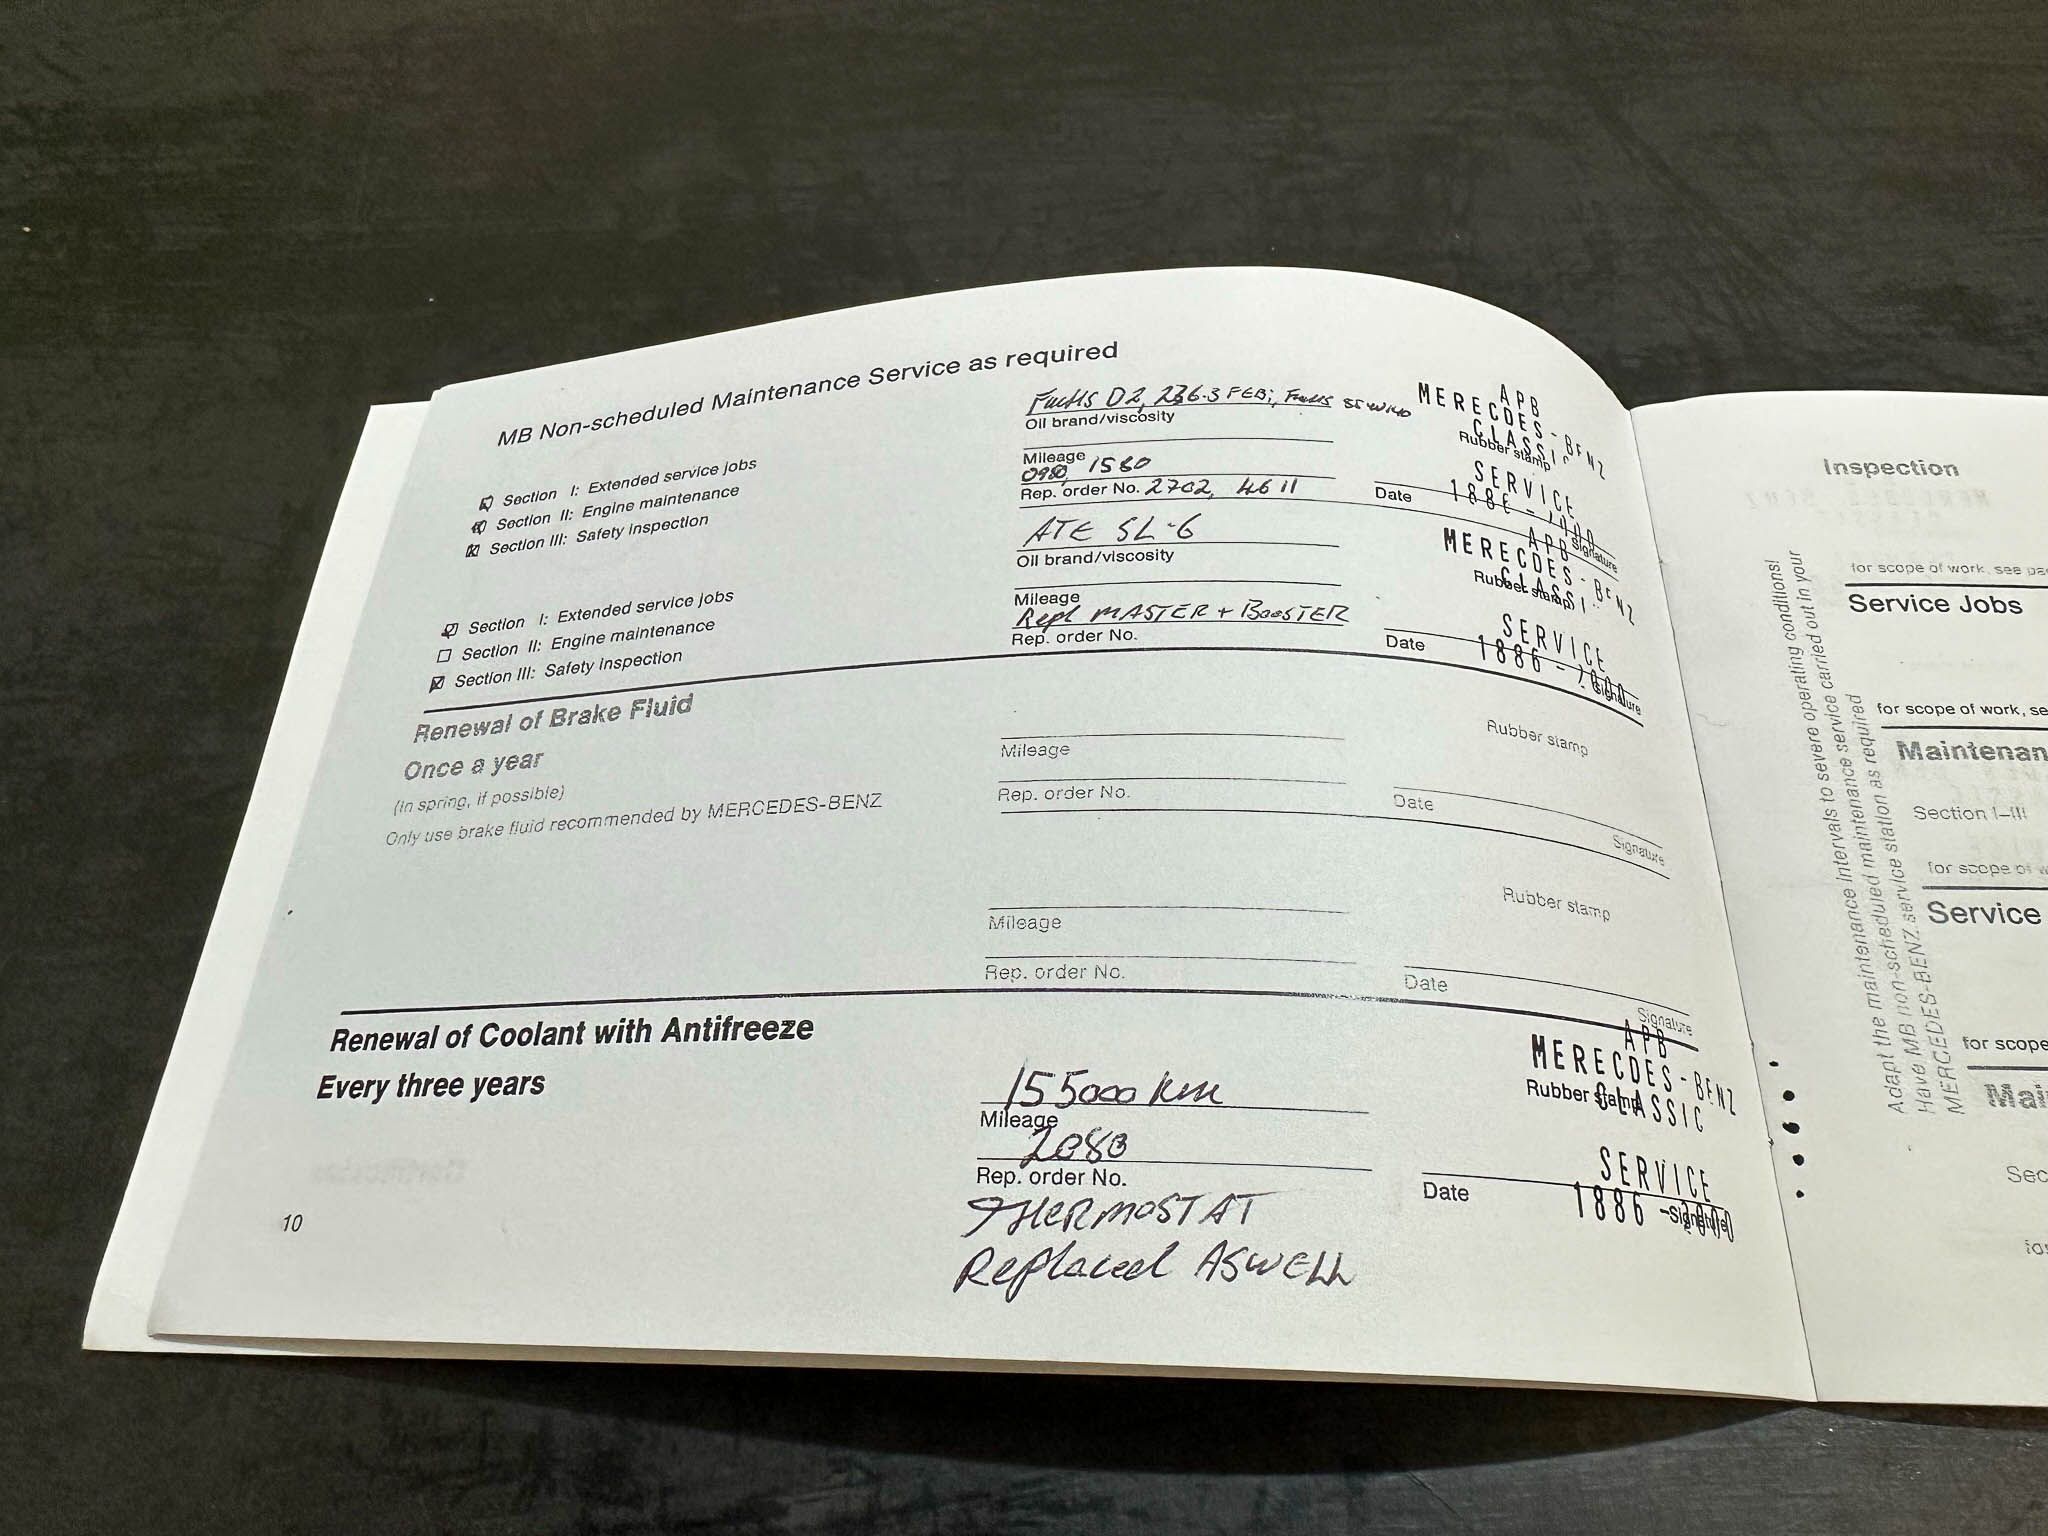 MB Non-scheduled Maintenance Service as required
Section I: Extended service jobs
Section II: Engine maintenance
Section III: Safety inspection
Fuchs D2, 236.3 FEBi, Fuchs
Oil brand/viscosity
Mileage
0980, 1580
Rep. order No. 2702, 4611
APB
MERECDES-BENZ
CLASSIC
Rubber stamp
SERVICE
Date
Signature
Section I: Extended service jobs
Section II: Engine maintenance
Section III: Safety inspection
ATE SL-6
Oil brand/viscosity
Mileage
Repl MASTER + BOOSTER
Rep. order No.
APB
MERECDES-BENZ
CLASSIC
Rubber stamp
SERVICE
1886 - 2000
Date
Signature
Renewal of Brake Fluid
Once a year
(in spring, if possible)
Only use brake fluid recommended by MERCEDES-BENZ
Mileage
Rep. order No.
Rubber stamp
Date
Signature
Mileage
Rep. order No.
Rubber stamp
Date
Signature
Renewal of Coolant with Antifreeze
Every three years
155000 km
Mileage
2080
Rep. order No.
THERMOSTAT
Replaced ASWELL
APB
MERECDES-BENZ
Rubber stamp
CLASSIC
SERVICE
Date
1886 - 2000
Signature
10
Adapt the maintenance intervals to severe operating conditions!
Have MB non-scheduled maintenance service carried out in your
MERCEDES-BENZ service station as required
Inspection
for scope of work, see
Service Jobs
for scope of work,
Section I-III
for scope of
Service
for scope